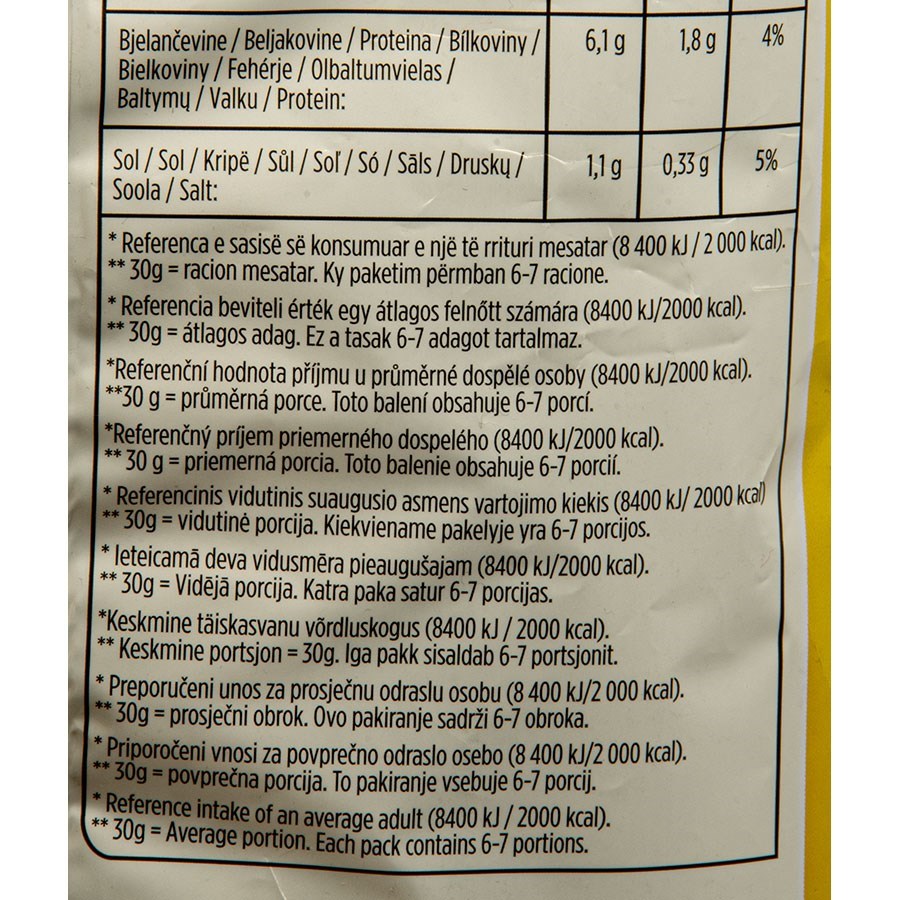 Bjelančevine / Beljakovine / Proteina / Bílkoviny / 6,1 g 1,8 g 4%
Bielkoviny / Fehérje / Olbaltumvielas /
Baltymų / Valku / Protein:
Sol / Sol / Kripë / Sůl / Soľ / Só / Sāls / Druskų / 1,1 g 0,33 g 5%
Soola / Salt:
* Referenca e sasisë së konsumuar e një të rrituri mesatar (8 400 kJ / 2 000 kcal).
** 30g = racion mesatar. Ky paketim përmban 6-7 racione.
* Referencia beviteli érték egy átlagos felnőtt számára (8400 kJ/2000 kcal).
** 30g = átlagos adag. Ez a tasak 6-7 adagot tartalmaz.
*Referenční hodnota příjmu u průměrné dospělé osoby (8400 kJ/2000 kcal).
**30 g = průměrná porce. Toto balení obsahuje 6-7 porcí.
*Referenčný príjem priemerného dospelého (8400 kJ/2000 kcal).
** 30 g = priemerná porcia. Toto balenie obsahuje 6-7 porcií.
* Referencinis vidutinis suaugusio asmens vartojimo kiekis (8400 kJ/ 2000 kcal)
** 30g = vidutinė porcija. Kiekviename pakelyje yra 6-7 porcijos.
* Ieteicamā deva vidusmēra pieaugušajam (8400 kJ/2000 kcal).
** 30g = Vidējā porcija. Katra paka satur 6-7 porcijas.
*Keskmine täiskasvanu võrdluskogus (8400 kJ / 2000 kcal).
** Keskmine portsjon = 30g. Iga pakk sisaldab 6-7 portsjonit.
* Preporučeni unos za prosječnu odraslu osobu (8 400 kJ/2 000 kcal).
** 30g = prosječni obrok. Ovo pakiranje sadrži 6-7 obroka.
* Priporočeni vnosi za povprečno odraslo osebo (8 400 kJ/2 000 kcal).
** 30g = povprečna porcija. To pakiranje vsebuje 6-7 porcij.
* Reference intake of an average adult (8400 kJ / 2000 kcal).
** 30g = Average portion. Each pack contains 6-7 portions.